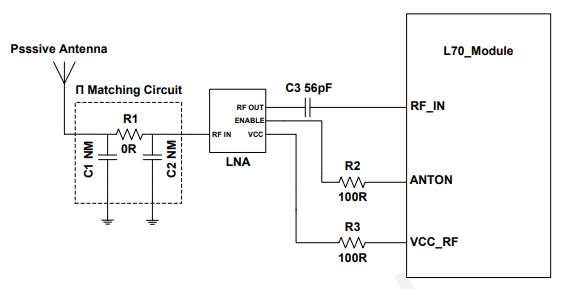 Psssive Antenna
Π Matching Circuit
R1
0R
C1 NM
C2 NM
RF IN
RF OUT
ENABLE
VCC
LNA
C3 56pF
R2
100R
R3
100R
L70_Module
RF_IN
ANTON
VCC_RF